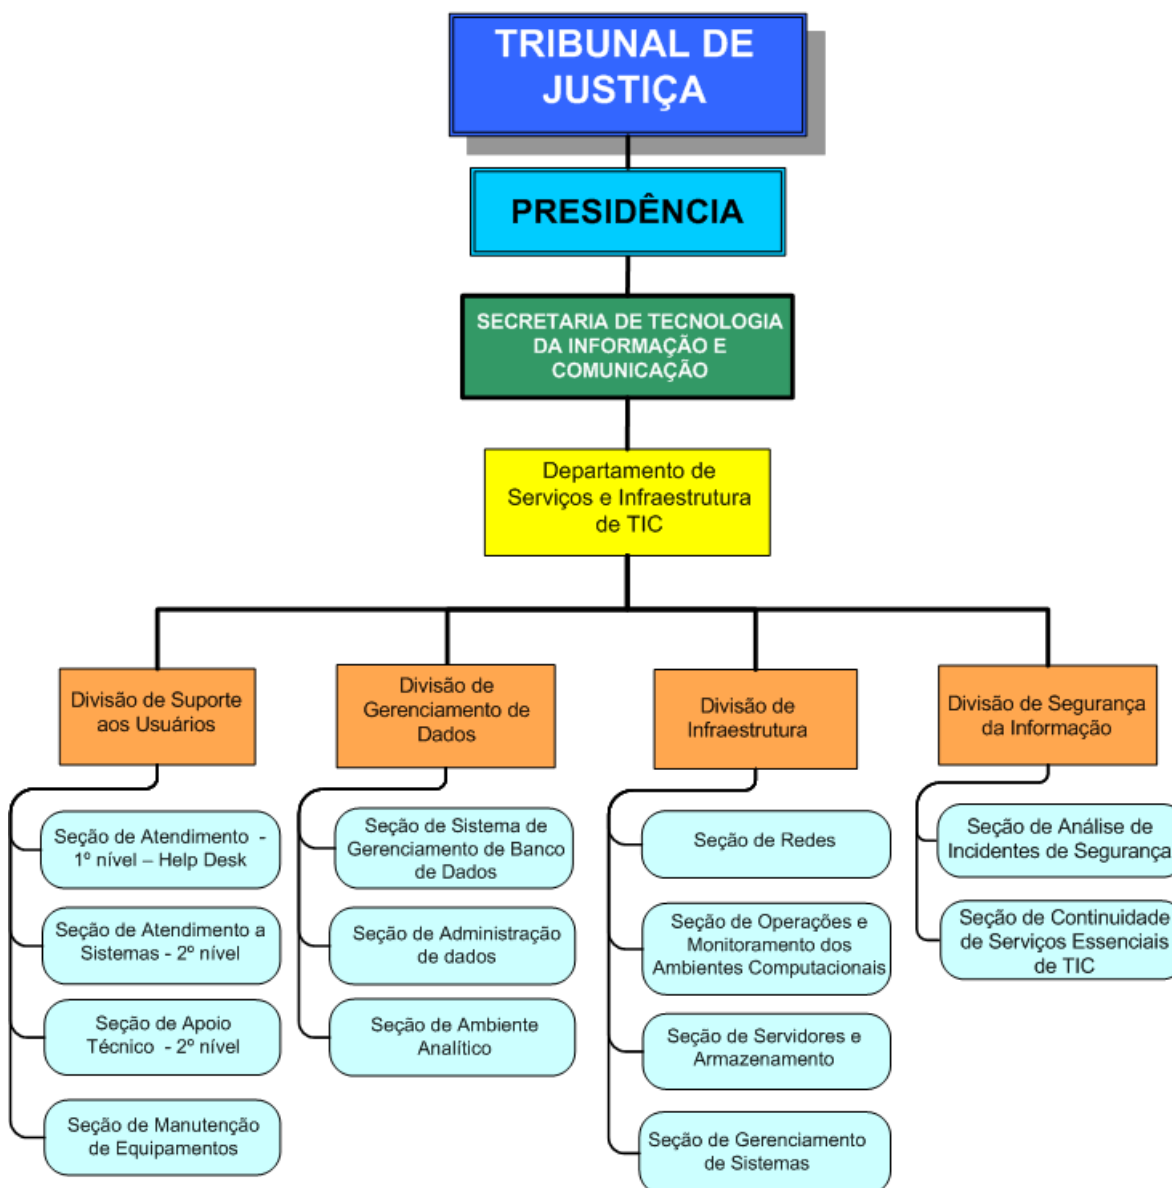 TRIBUNAL DE
JUSTIÇA
PRESIDÊNCIA
SECRETARIA DE TECNOLOGIA
DA INFORMAÇÃO E
COMUNICAÇÃO
Departamento de
Serviços e Infraestrutura
de TIC
Divisão de Suporte
aos Usuários
Seção de Atendimento -
1º nível – Help Desk
Seção de Atendimento a
Sistemas - 2º nível
Seção de Apoio
Técnico - 2º nível
Seção de Manutenção
de Equipamentos
Divisão de
Gerenciamento de
Dados
Seção de Sistema de
Gerenciamento de Banco
de Dados
Seção de Administração
de dados
Seção de Ambiente
Analítico
Divisão de
Infraestrutura
Seção de Redes
Seção de Operações e
Monitoramento dos
Ambientes Computacionais
Seção de Servidores e
Armazenamento
Seção de Gerenciamento
de Sistemas
Divisão de Segurança
da Informação
Seção de Análise de
Incidentes de Segurança
Seção de Continuidade
de Serviços Essenciais
de TIC